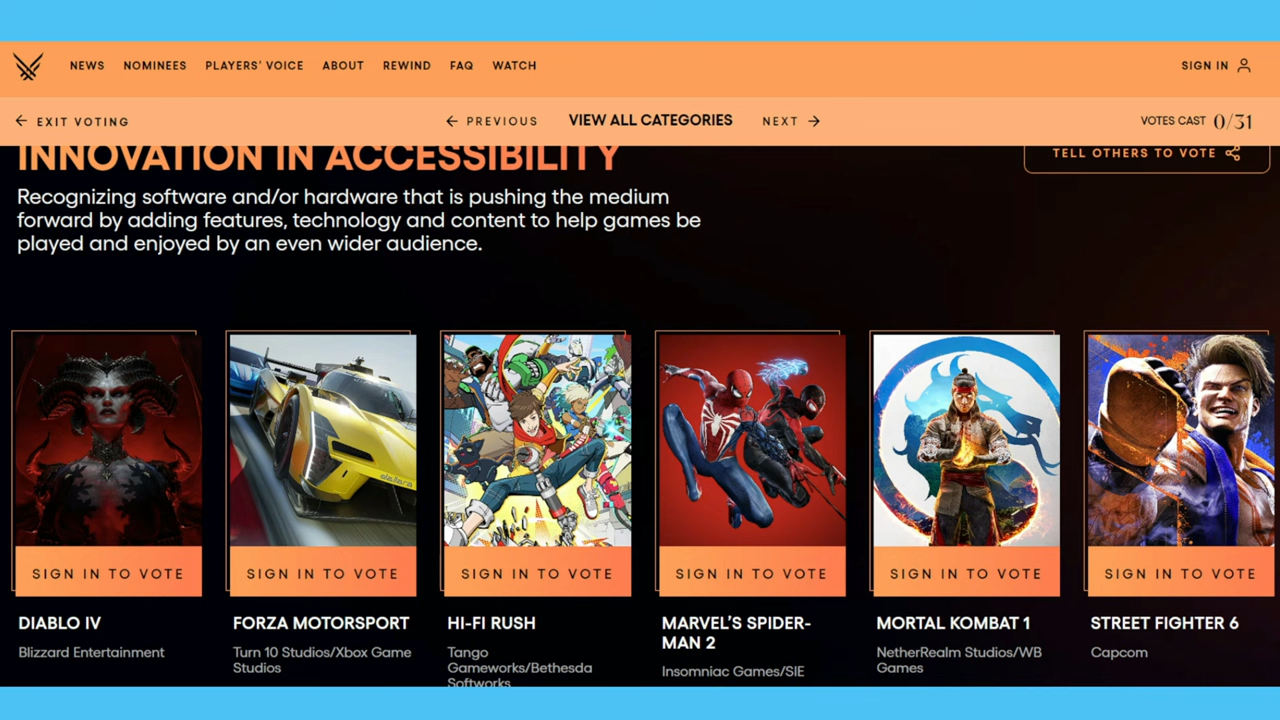 NEWS NOMINEES PLAYERS' VOICE ABOUT REWIND FAQ WATCH SIGN IN
EXIT VOTING PREVIOUS VIEW ALL CATEGORIES NEXT VOTES CAST 0/31
INNOVATION IN ACCESSIBILITY
TELL OTHERS TO VOTE
Recognizing software and/or hardware that is pushing the medium
forward by adding features, technology and content to help games be
played and enjoyed by an even wider audience.
SIGN IN TO VOTE
DIABLO IV
Blizzard Entertainment
SIGN IN TO VOTE
FORZA MOTORSPORT
Turn 10 Studios/Xbox Game
Studios
SIGN IN TO VOTE
HI-FI RUSH
Tango
Gameworks/Bethesda
Softworks
SIGN IN TO VOTE
MARVEL'S SPIDER-
MAN 2
Insomniac Games/SIE
SIGN IN TO VOTE
MORTAL KOMBAT 1
NetherRealm Studios/WB
Games
SIGN IN TO VOTE
STREET FIGHTER 6
Capcom